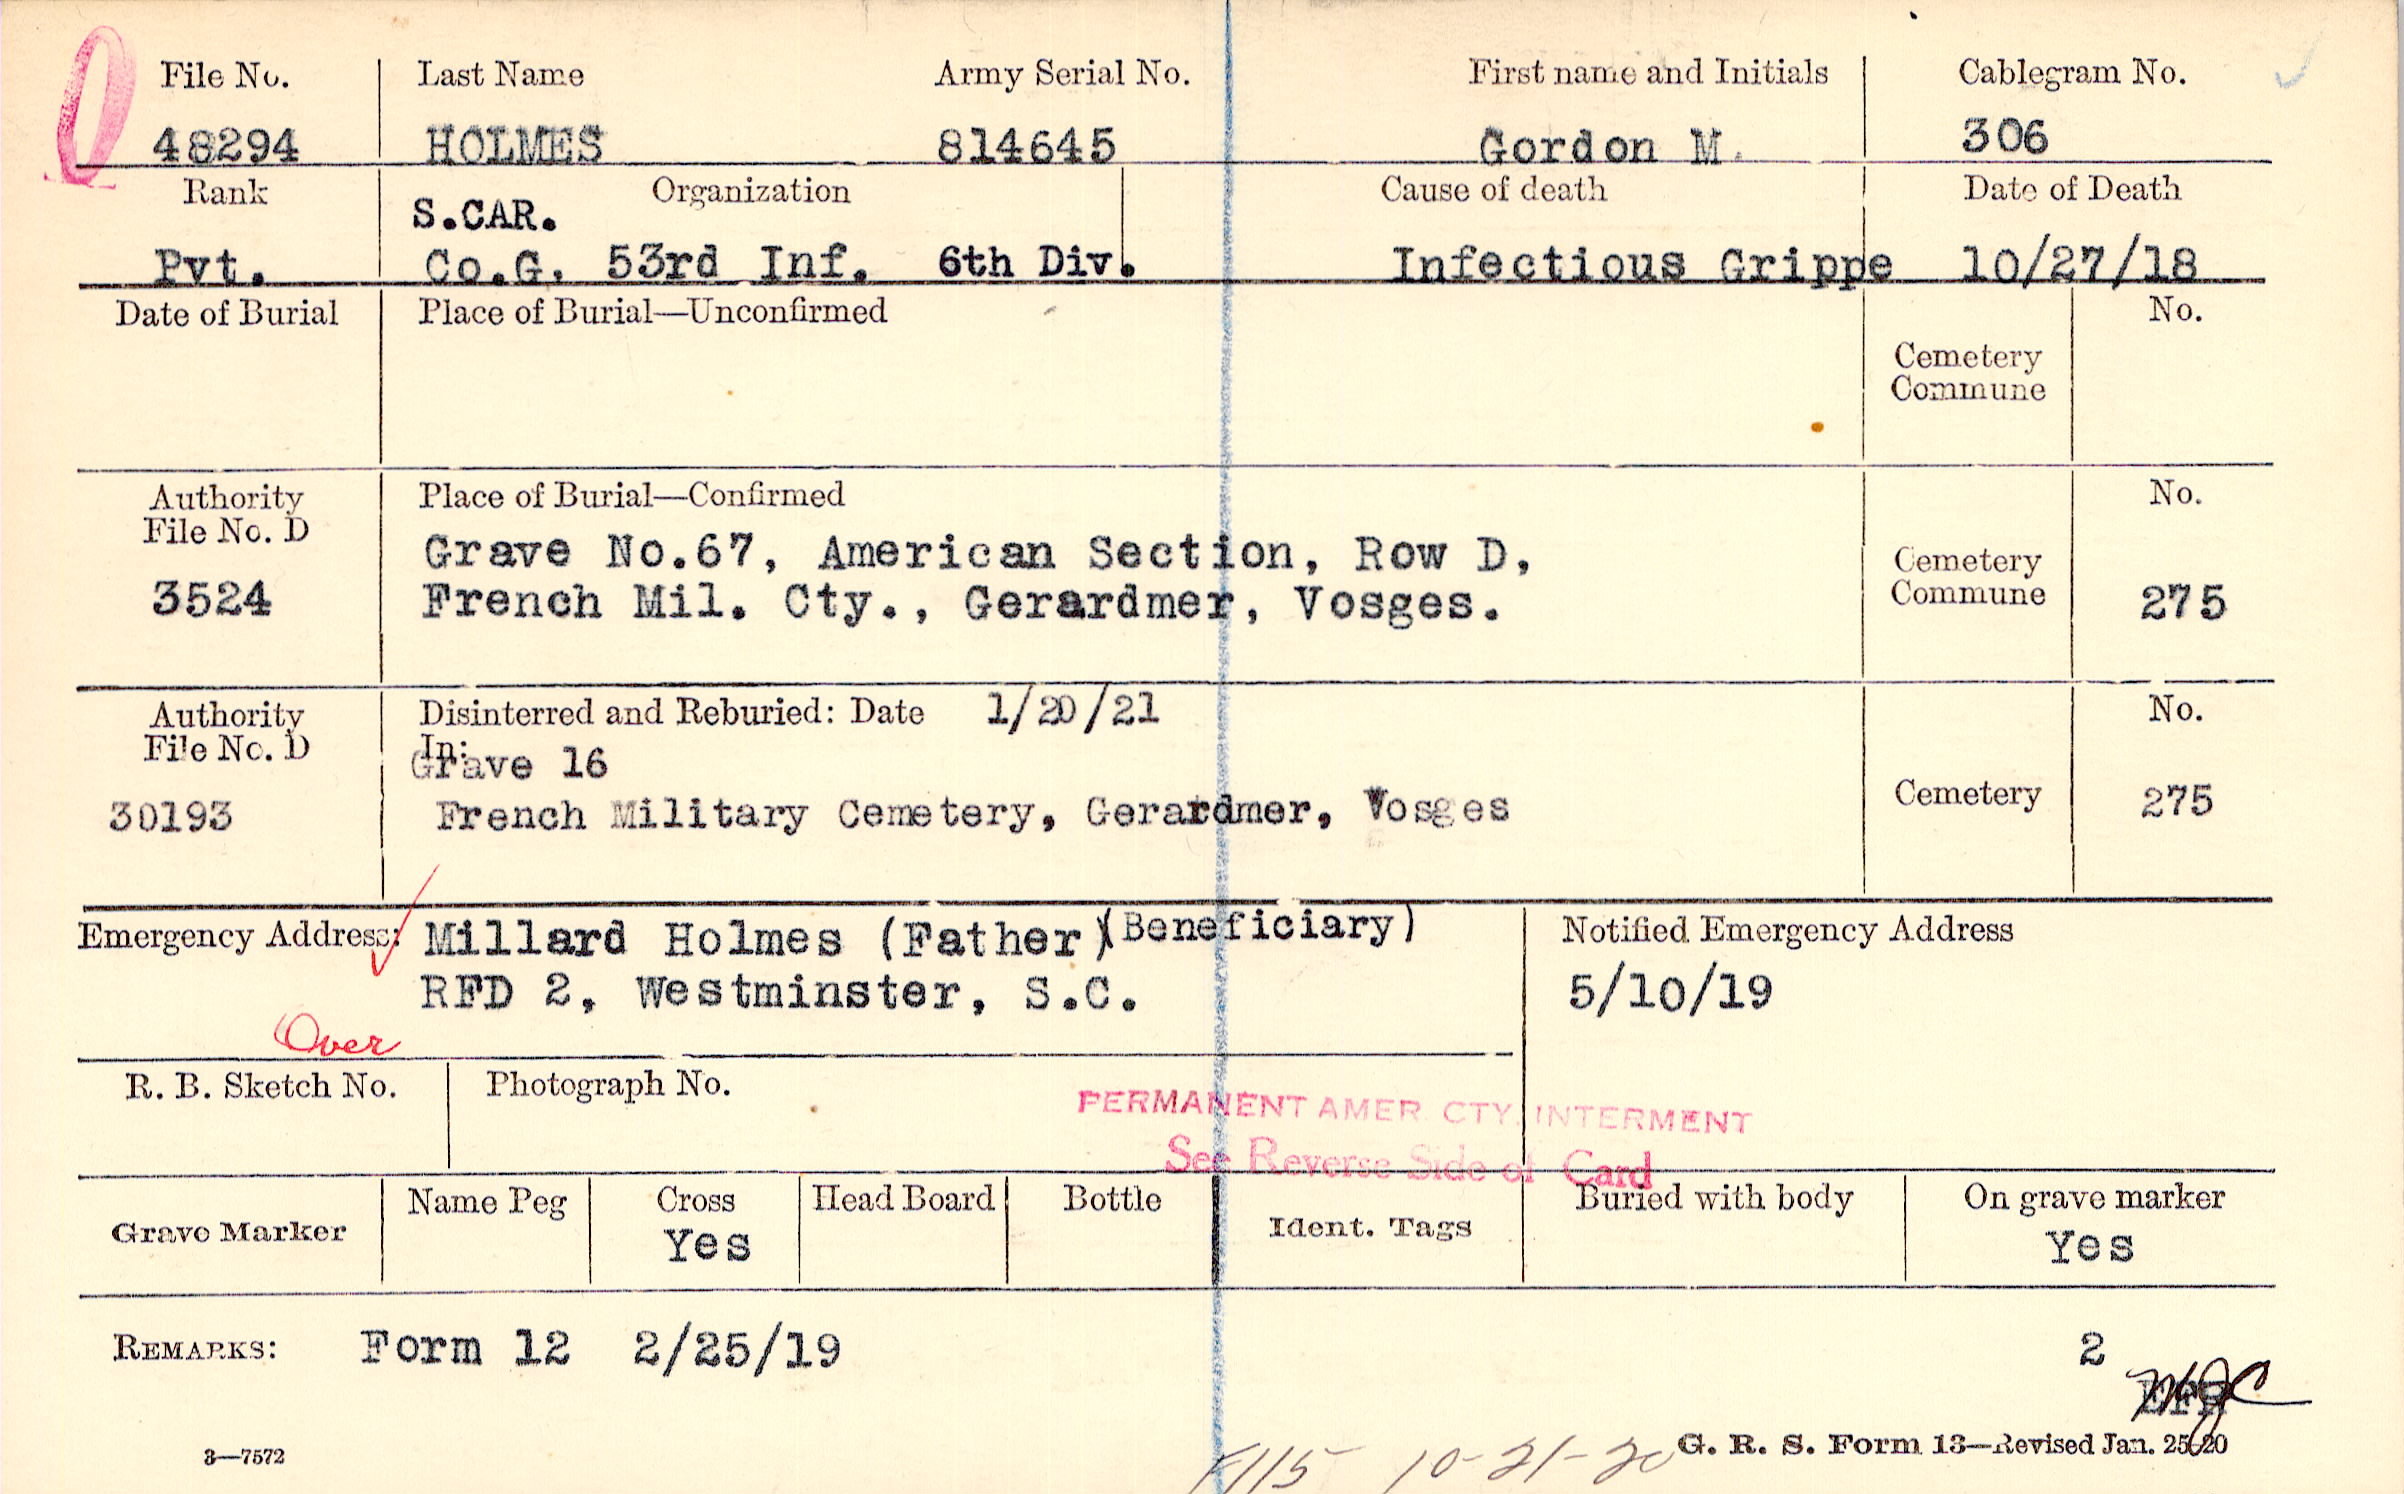 File No. Last Name Army Serial No. First name and Initials Cablegram No.
48294 HOLMES 814645 Gordon M. 306
Rank Organization Cause of death Date of Death
S.CAR.
Pvt. Co.G, 53rd Inf. 6th Div. Infectious Grippe 10/27/18
Date of Burial Place of Burial—Unconfirmed No.
Cemetery
Commune
Authority Place of Burial—Confirmed No.
File No. D
Grave No.67, American Section, Row D, Cemetery
3524 French Mil. Cty., Gerardmer, Vosges. Commune 275
Authority Disinterred and Reburied: Date 1/20/21 No.
File No. D In:
Grave 16
30193 French Military Cemetery, Gerardmer, Vosges Cemetery 275
Emergency Address: Millard Holmes (Father)(Beneficiary) Notified Emergency Address
RFD 2, Westminster, S.C. 5/10/19
Over
R. B. Sketch No. Photograph No.
PERMANENT AMER. CTY. INTERMENT
See Reverse Side of Card
Grave Marker Name Peg Cross Head Board Bottle Ident. Tags Buried with body On grave marker
Yes Yes
REMARKS: Form 12 2/25/19 2
3—7572 10-21-20 G. R. S. Form 13—Revised Jan. 25-20